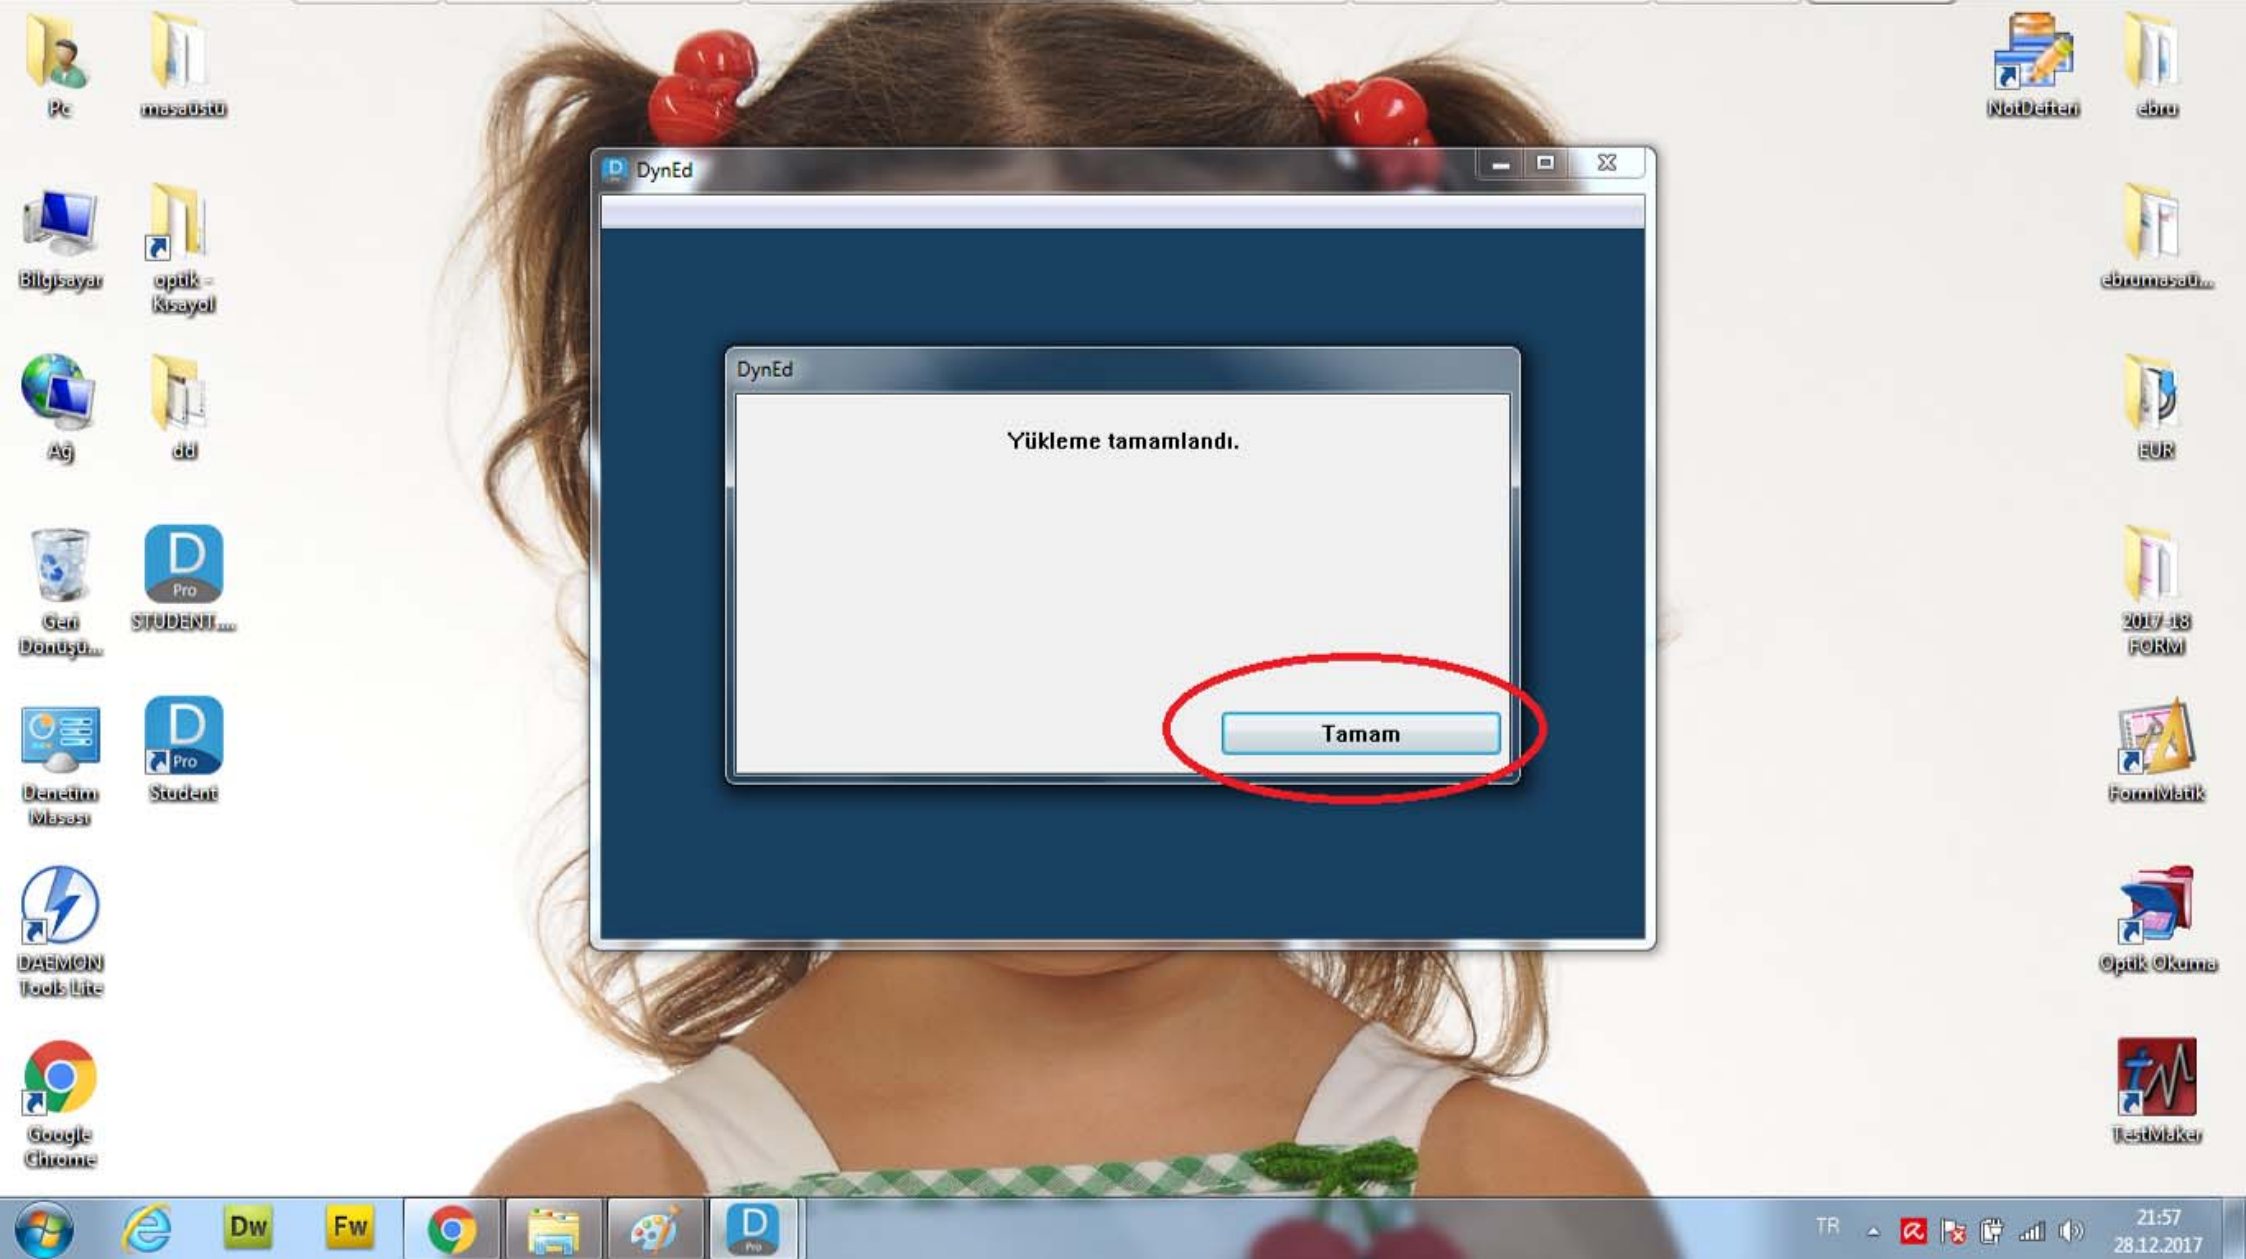 Pc
masaüstü
NotDefteri
ebru
DynEd
Bilgisayar
optik -
Kısayol
ebrumasaü...
DynEd
Yükleme tamamlandı.
Ağ
dd
EUR
D
Pro
Geri
Dönüşü...
STUDENT....
2017-18
FORM
Tamam
D
Pro
Denetim
Masası
Student
FormMatik
DAEMON
Tools Lite
Optik Okuma
Google
Chrome
TestMaker
Dw
Fw
D
Pro
TR
21:57
28.12.2017